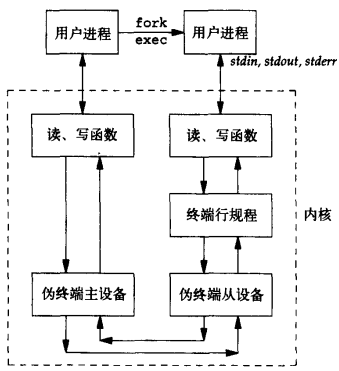 用户进程
fork
exec
用户进程
stdin, stdout, stderr
读、写函数
读、写函数
终端行规程
内核
伪终端主设备
伪终端从设备